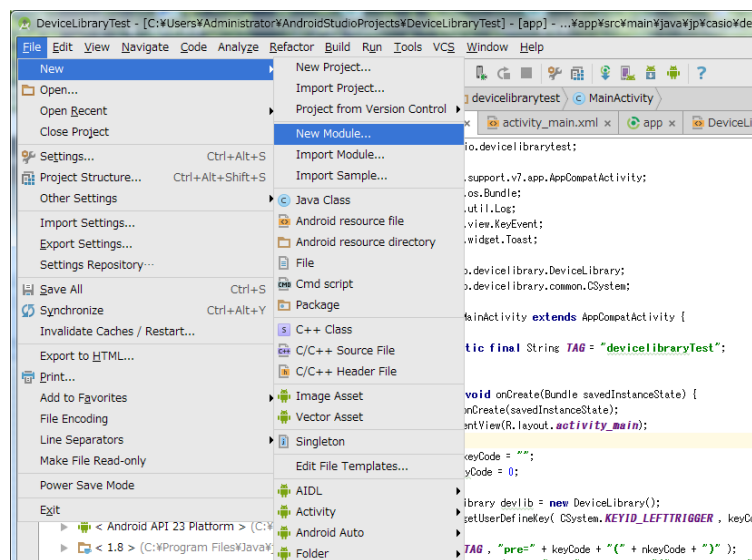 DeviceLibraryTest - [C:¥Users¥Administrator¥AndroidStudioProjects¥DeviceLibraryTest] - [app] - ...¥app¥src¥main¥java¥jp¥casio¥de
File Edit View Navigate Code Analyze Refactor Build Run Tools VCS Window Help
New
Open...
Open Recent
Close Project
Settings... Ctrl+Alt+S
Project Structure... Ctrl+Alt+Shift+S
Other Settings
Import Settings...
Export Settings...
Settings Repository...
Save All Ctrl+S
Synchronize Ctrl+Alt+Y
Invalidate Caches / Restart...
Export to HTML...
Print...
Add to Favorites
File Encoding
Line Separators
Make File Read-only
Power Save Mode
Exit
< Android API 23 Platform > (C:¥
< 1.8 > (C:¥Program Files¥Java¥
New Project...
Import Project...
Project from Version Control
New Module...
Import Module...
Import Sample...
Java Class
Android resource file
Android resource directory
File
Cmd script
Package
C++ Class
C/C++ Source File
C/C++ Header File
Image Asset
Vector Asset
Singleton
Edit File Templates...
AIDL
Activity
Android Auto
Folder
devicelibrarytest MainActivity
activity_main.xml app DeviceLi
io.devicelibrarytest;
.support.v7.app.AppCompatActivity;
.os.Bundle;
.util.Log;
.view.KeyEvent;
.widget.Toast;
o.devicelibrary.DeviceLibrary;
o.devicelibrary.common.CSystem;
MainActivity extends AppCompatActivity {
tic final String TAG = "devicelibraryTest";
void onCreate(Bundle savedInstanceState) {
onCreate(savedInstanceState);
entView(R.layout.activity_main);
keyCode = "";
yCode = 0;
ibrary devlib = new DeviceLibrary();
getUserDefineKey( CSystem.KEYID_LEFTTRIGGER , keyCo
TAG , "pre=" + keyCode + "(" + nkeyCode + ")" );